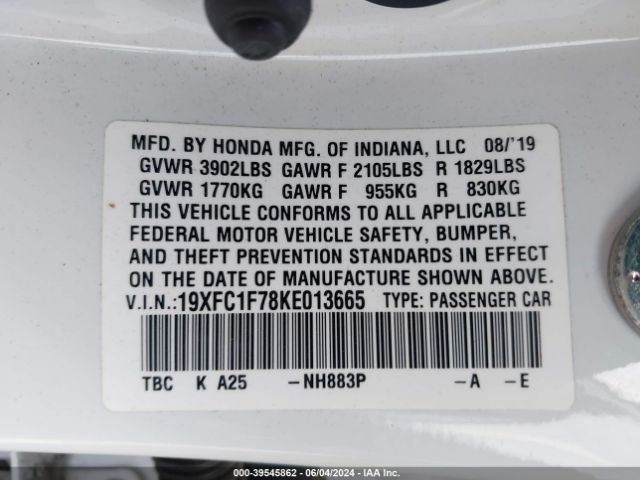 MFD. BY HONDA MFG. OF INDIANA, LLC 08/'19
GVWR 3902LBS GAWR F 2105LBS R 1829LBS
GVWR 1770KG GAWR F 955KG R 830KG
THIS VEHICLE CONFORMS TO ALL APPLICABLE
FEDERAL MOTOR VEHICLE SAFETY, BUMPER,
AND THEFT PREVENTION STANDARDS IN EFFECT
ON THE DATE OF MANUFACTURE SHOWN ABOVE.
V.I.N.:19XFC1F78KE013665 TYPE: PASSENGER CAR
TBC K A25 -NH883P -A -E
000-39545862 - 06/04/2024 - IAA Inc.